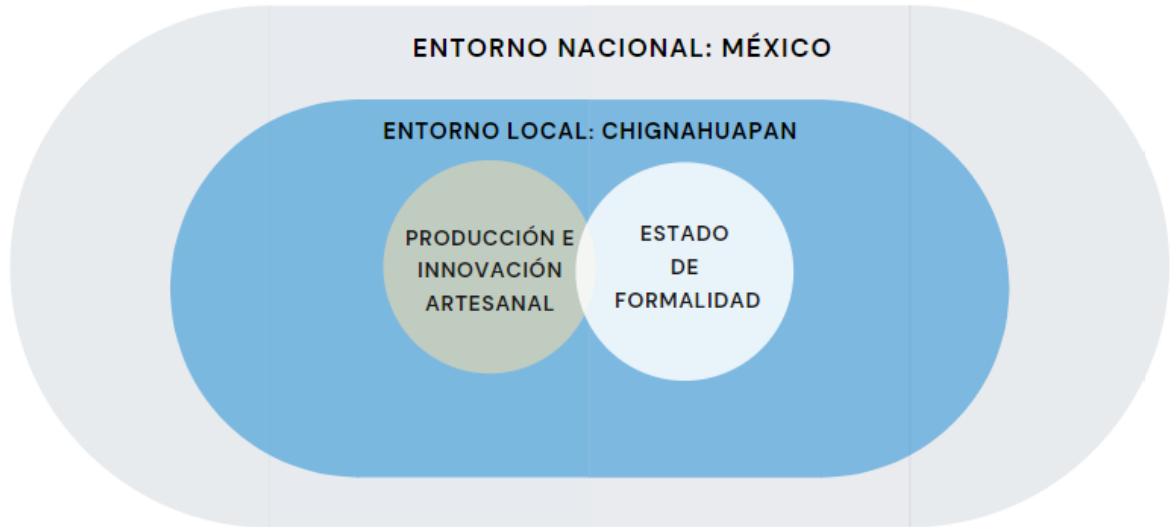 ENTORNO NACIONAL: MÉXICO
ENTORNO LOCAL: CHIGNAHUAPAN
PRODUCCIÓN E
INNOVACIÓN
ARTESANAL
ESTADO
DE
FORMALIDAD